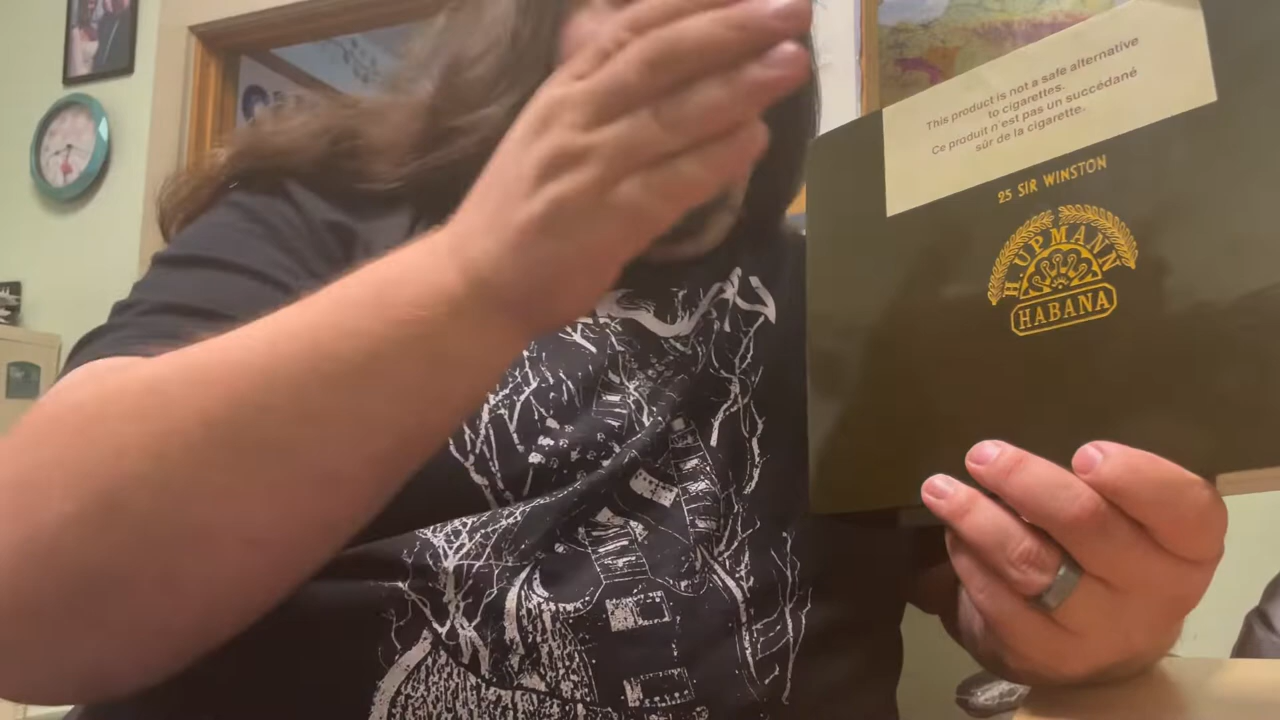 This product is not a safe alternative
to cigarettes.
Ce produit n'est pas un succédané
sûr de la cigarette.
25 SIR WINSTON
H. UPMANN
HABANA